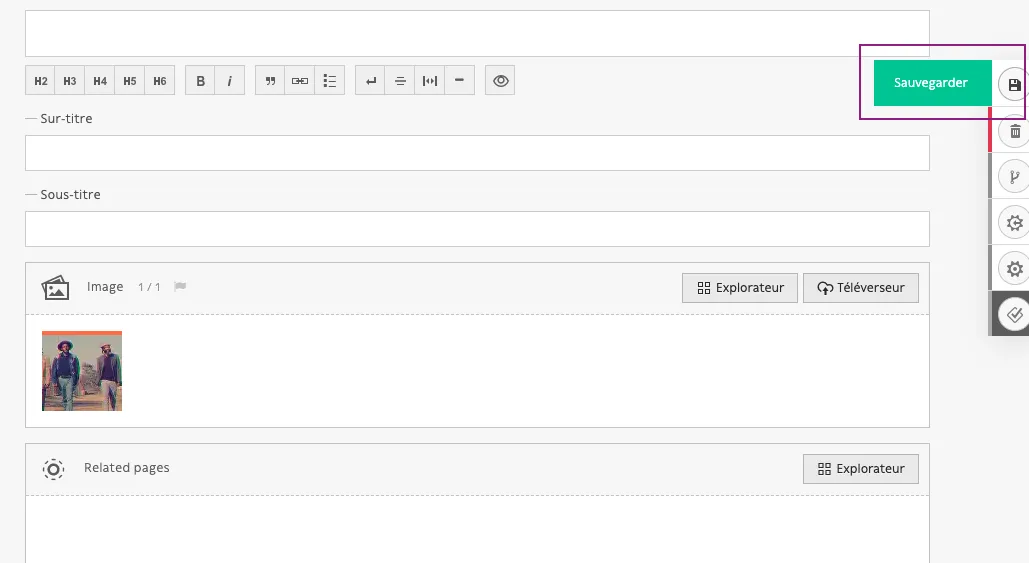 H2 H3 H4 H5 H6 B i
Sauvegarder
Sur-titre
Sous-titre
Image 1 / 1 Explorateur Téléverseur
Related pages Explorateur